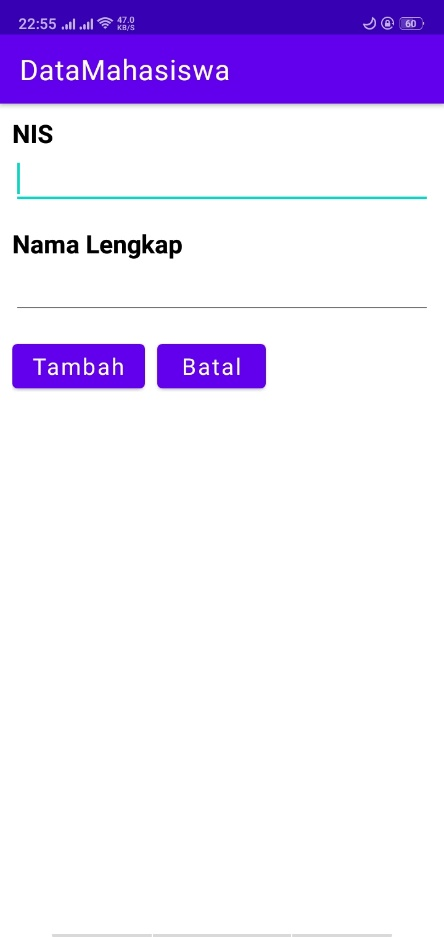 22:55 47.0 KB/S 60
DataMahasiswa
NIS
Nama Lengkap
Tambah Batal